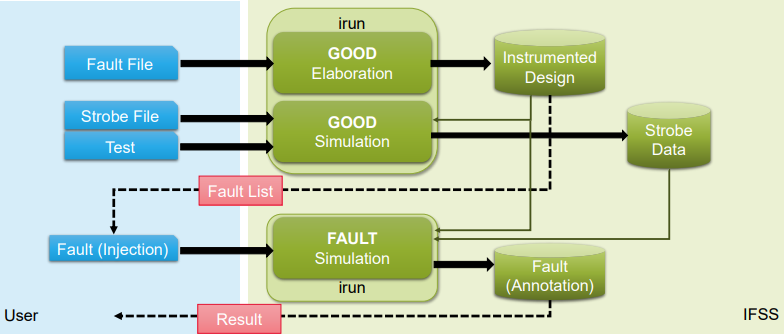 irun
Fault File
GOOD
Elaboration
Instrumented
Design
Strobe File
Test
GOOD
Simulation
Strobe
Data
Fault List
Fault (Injection)
FAULT
Simulation
irun
Fault
(Annotation)
User
Result
IFSS